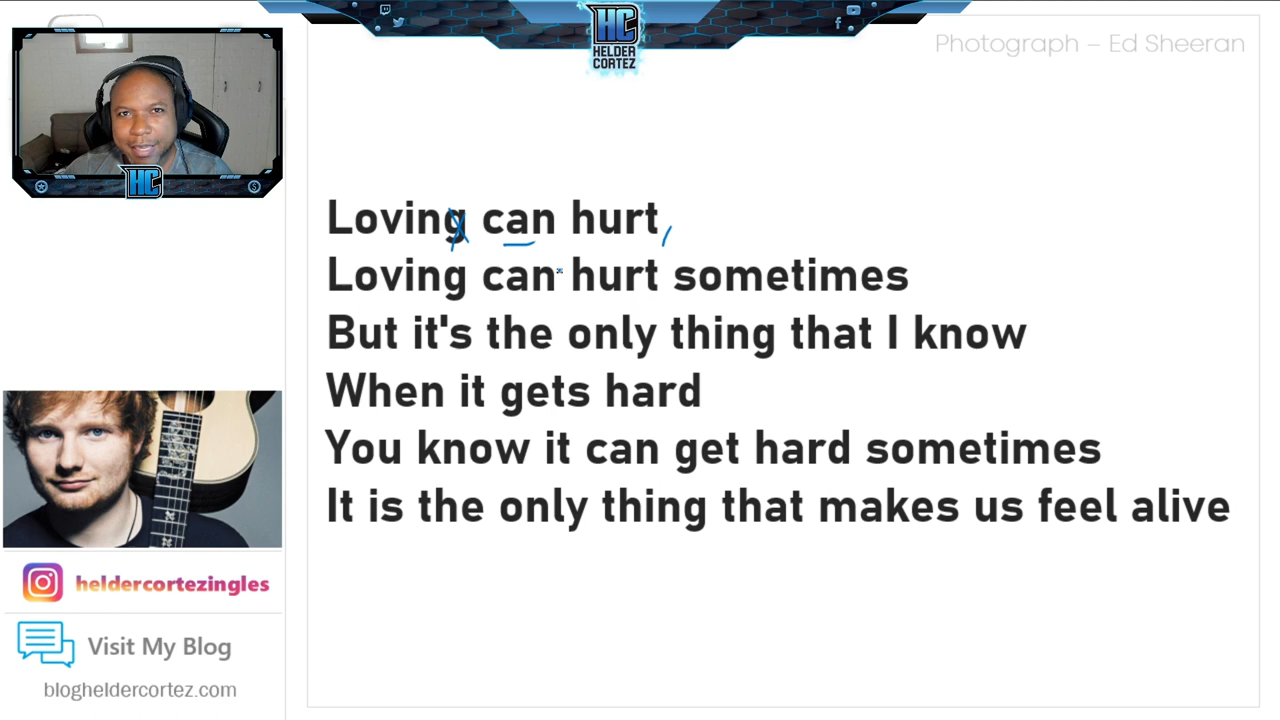 HC
HELDER
CORTEZ
Photograph – Ed Sheeran
HC
Loving can hurt
Loving can hurt sometimes
But it's the only thing that I know
When it gets hard
You know it can get hard sometimes
It is the only thing that makes us feel alive
heldercortezingles
Visit My Blog
blogheldercortez.com